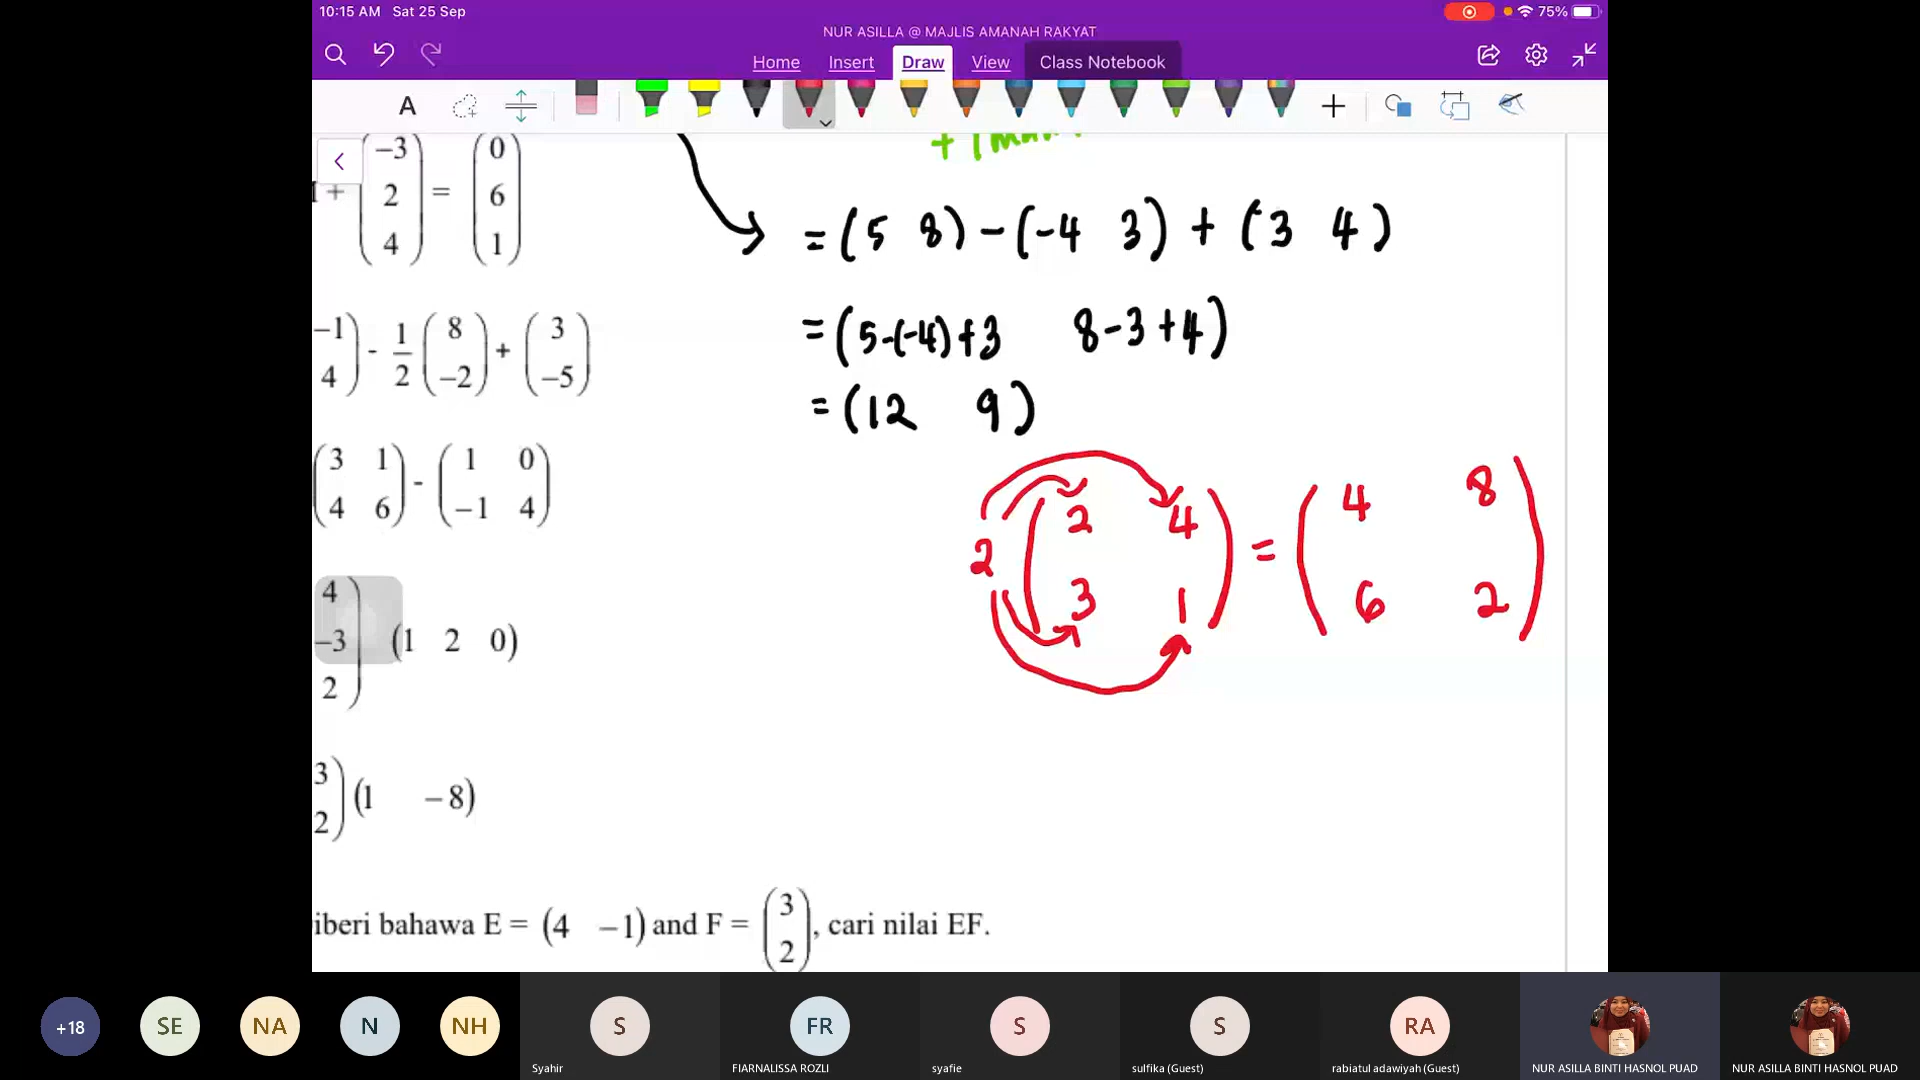 10:15 AM Sat 25 Sep
75%
NUR ASILLA @ MAJLIS AMANAH RAKYAT
Home Insert Draw View Class Notebook
A
+
+ (−3 2 4) = (0 6 1)
−1 4) - 1/2 (8 −2) + (3 −5)
(3 1 4 6) - (1 0 −1 4)
4 −3 2) (1 2 0)
3 2) (1 −8)
iberi bahawa E = (4 −1) and F = (3 2), cari nilai EF.
= (5 8) - (-4 3) + (3 4)
= (5-(-4)+3 8-3+4)
= (12 9)
2 (2 4 3 1) = (4 8 6 2)
+18 SE NA N NH S FR S S RA
Syahir FIARNALISSA ROZLI syafie sulfika (Guest) rabiatul adawiyah (Guest) NUR ASILLA BINTI HASNOL PUAD NUR ASILLA BINTI HASNOL PUAD